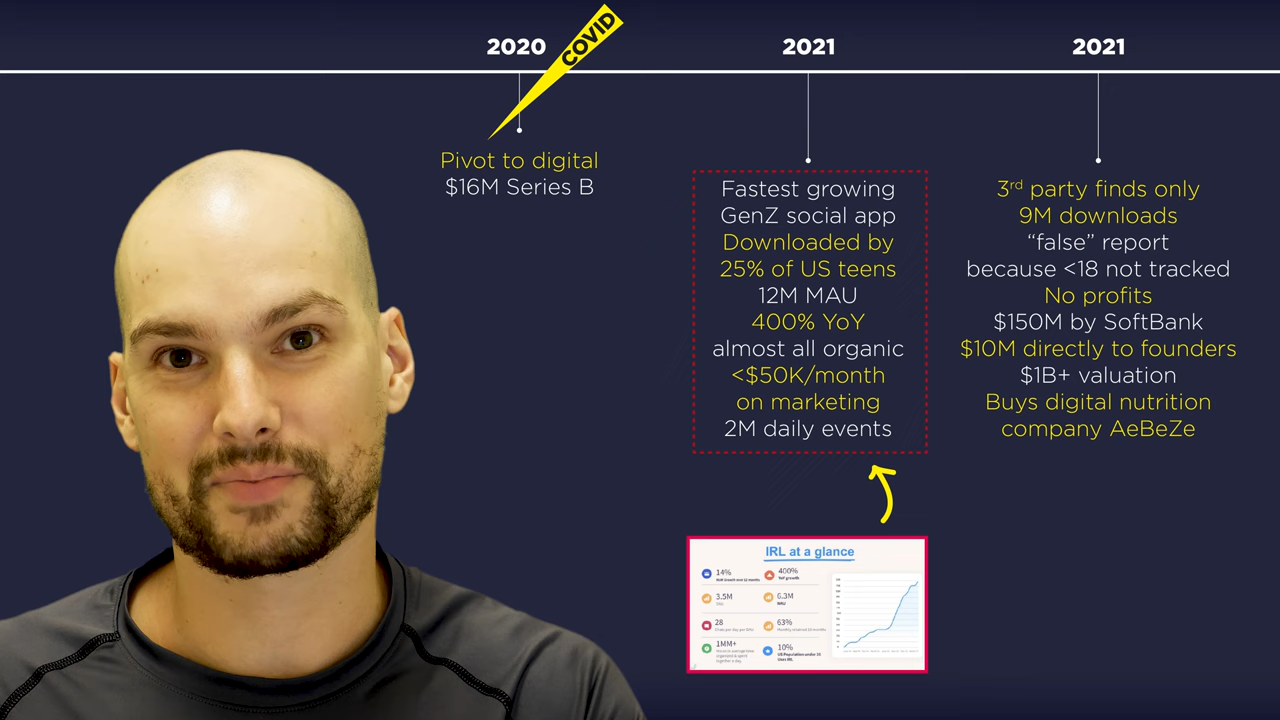 2020
COVID
2021
2021
Pivot to digital
$16M Series B
Fastest growing
GenZ social app
Downloaded by
25% of US teens
12M MAU
400% YoY
almost all organic
<$50K/month
on marketing
2M daily events
3rd party finds only
9M downloads
“false” report
because <18 not tracked
No profits
$150M by SoftBank
$10M directly to founders
$1B+ valuation
Buys digital nutrition
company AeBeZe
IRL at a glance
14%
400%
YoY growth
3.5M
MAU
28
63%
1MM+
10%